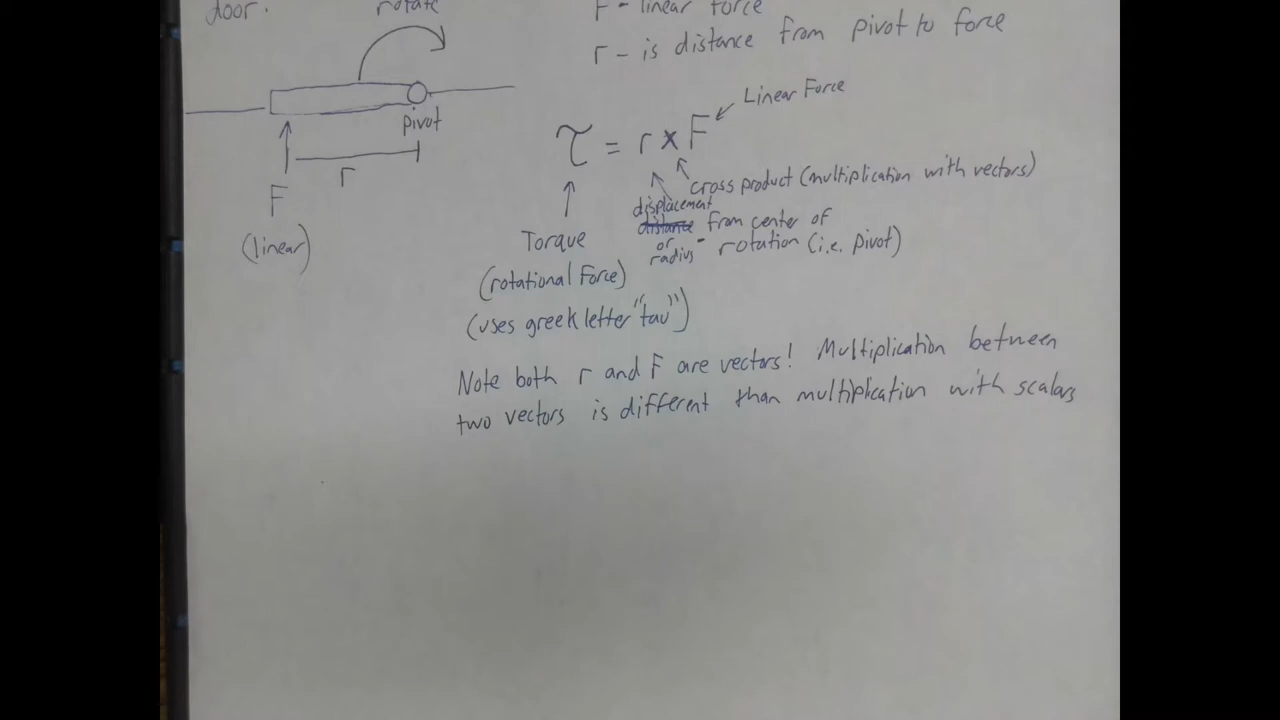 door.
rotate
pivot
r
F
(linear)
F - linear force
r - is distance from pivot to force
Linear Force
τ = r × F
cross product (multiplication with vectors)
displacement
distance from center of
or
radius - rotation (i.e. pivot)
Torque
(rotational Force)
(uses greek letter "tau")
Note both r and F are vectors! Multiplication between
two vectors is different than multiplication with scalars